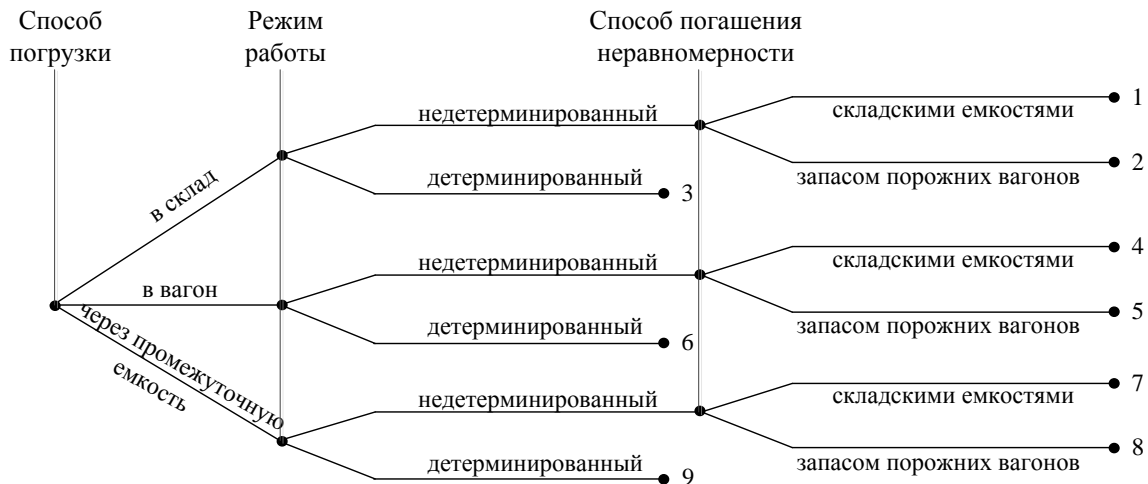 Способ
погрузки
Режим
работы
Способ погашения
неравномерности
недетерминированный
складскими емкостями
1
детерминированный
3
запасом порожних вагонов
2
в склад
недетерминированный
складскими емкостями
4
в вагон
детерминированный
6
запасом порожних вагонов
5
через промежуточную
емкость
недетерминированный
складскими емкостями
7
детерминированный
9
запасом порожних вагонов
8